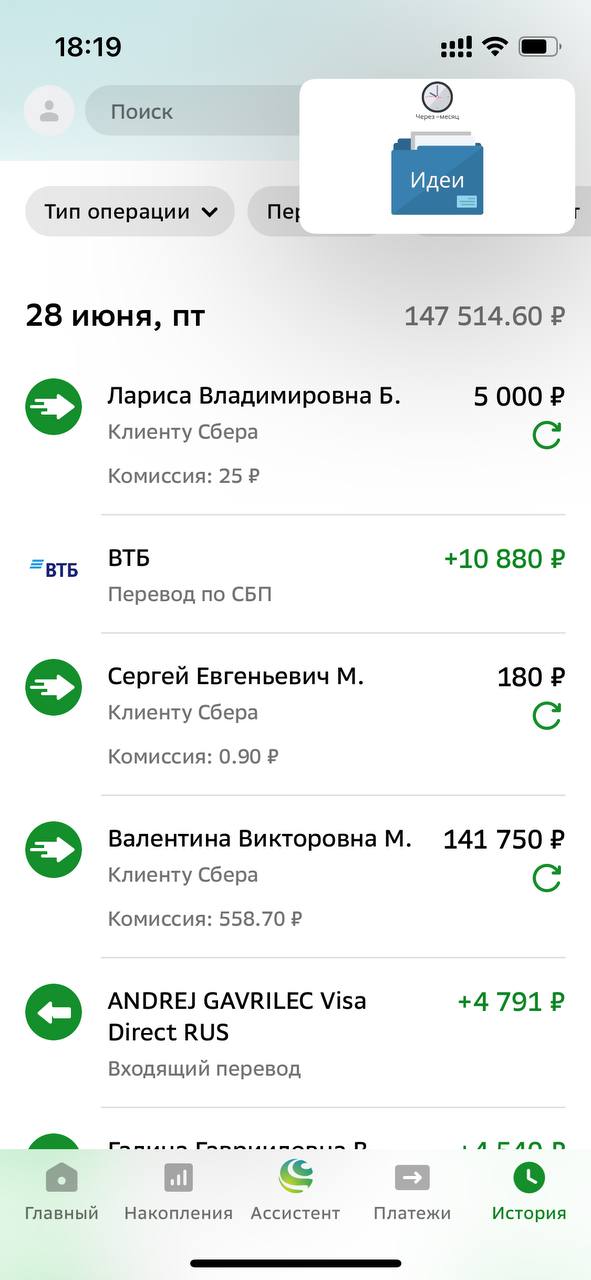 18:19
Поиск
Через ~месяц
Идеи
Тип операции
28 июня, пт 147 514.60 ₽
Лариса Владимировна Б. 5 000 ₽
Клиенту Сбера
Комиссия: 25 ₽
ВТБ
ВТБ +10 880 ₽
Перевод по СБП
Сергей Евгеньевич М. 180 ₽
Клиенту Сбера
Комиссия: 0.90 ₽
Валентина Викторовна М. 141 750 ₽
Клиенту Сбера
Комиссия: 558.70 ₽
ANDREJ GAVRILEC Visa +4 791 ₽
Direct RUS
Входящий перевод
Главный Накопления Ассистент Платежи История